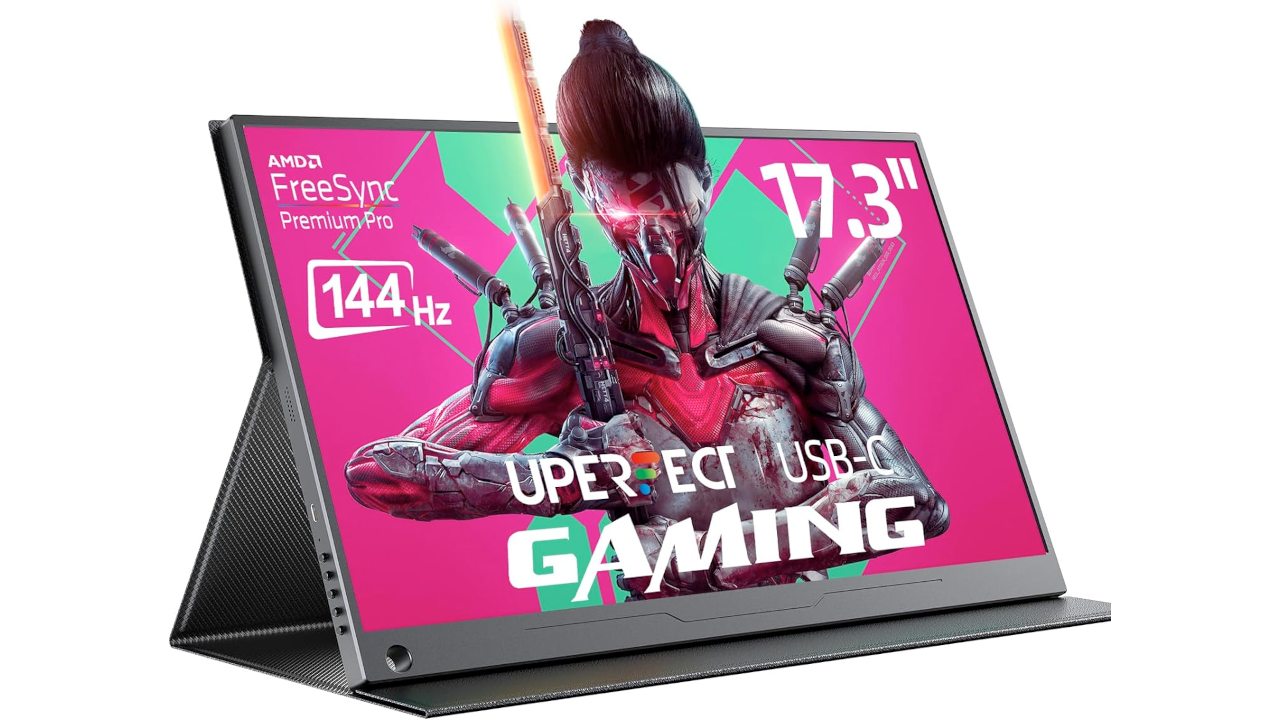 AMD
FreeSync
Premium Pro
144Hz
17.3"
UPERFECT | USB-C
GAMING